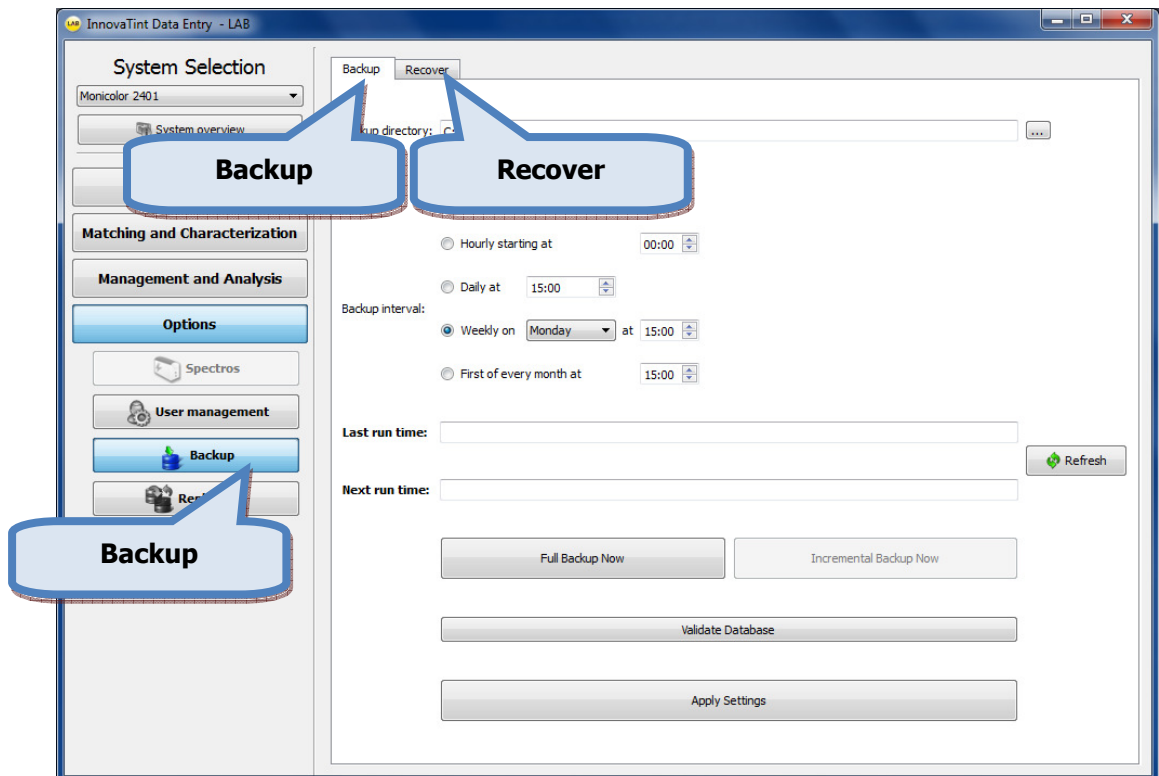 InnovaTint Data Entry - LAB
System Selection
Monicolor 2401
System overview
Matching and Characterization
Management and Analysis
Options
Spectros
User management
Backup
Backup
Recover
directory:
...
Backup
Recover
Hourly starting at 00:00
Daily at 15:00
Backup interval:
Weekly on Monday at 15:00
First of every month at 15:00
Last run time:
Refresh
Next run time:
Backup
Full Backup Now
Incremental Backup Now
Validate Database
Apply Settings